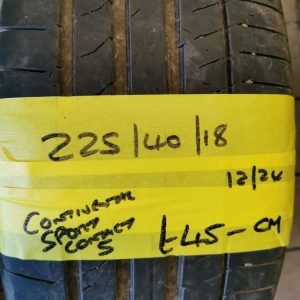 225/40/18
12/24
CONTINENTAL
SPORT
CONTACT
5
£45-CM